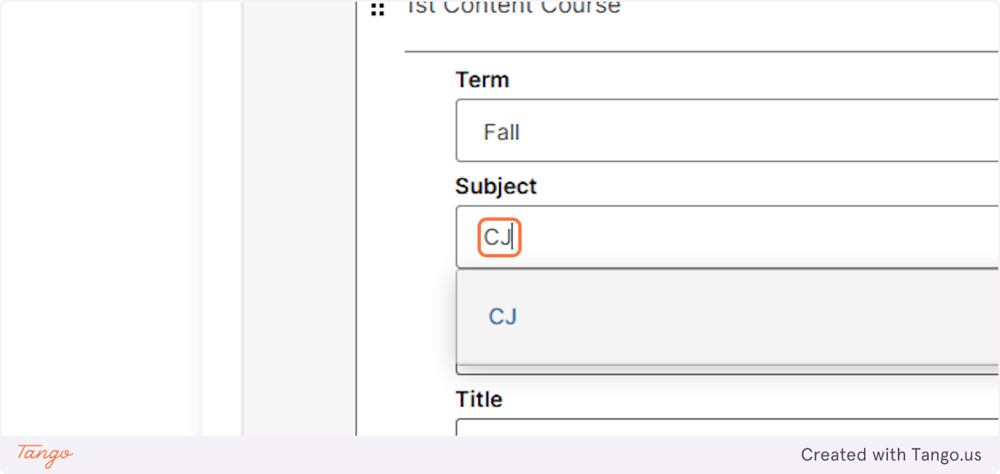 1st Content Course
Term
Fall
Subject
CJ
CJ
Title
Tango
Created with Tango.us